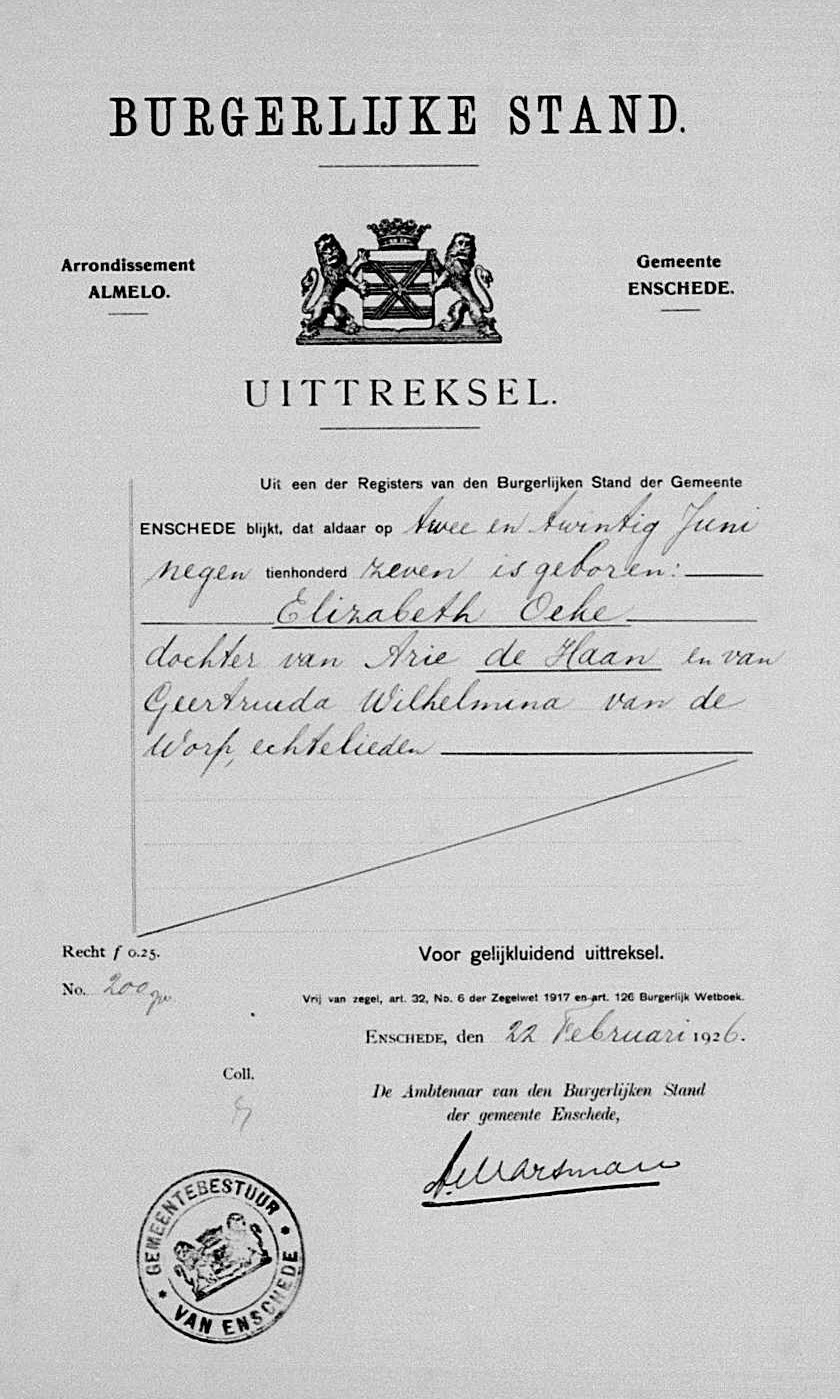 BURGERLIJKE STAND.
Arrondissement
ALMELO.
Gemeente
ENSCHEDE.
UITTREKSEL.
Uit een der Registers van den Burgerlijken Stand der Gemeente
ENSCHEDE blijkt, dat aldaar op twee en twintig Juni
negen tienhonderd zeven is geboren:
Elizabeth Oeke
dochter van Arie de Haan en van
Geertruida Wilhelmina van de
Worp, echtelieden
Recht f 0.25.
No. 200
Voor gelijkluidend uittreksel.
Vrij van zegel, art. 32, No. 6 der Zegelwet 1917 en art. 126 Burgerlijk Wetboek.
ENSCHEDE, den 22 Februari 1926.
Coll.
De Ambtenaar van den Burgerlijken Stand
der gemeente Enschede,
Marsman
* GEMEENTEBESTUUR *
VAN ENSCHEDE